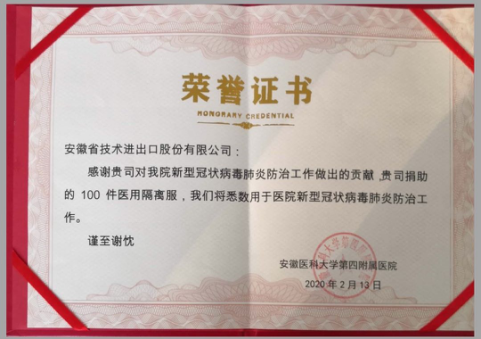 荣誉证书
HONORARY CREDENTIAL
安徽省技术进出口股份有限公司：
感谢贵司对我院新型冠状病毒肺炎防治工作做出的贡献,贵司捐助
的 100 件医用隔离服，我们将悉数用于医院新型冠状病毒肺炎防治工
作。
谨至谢忱
安徽医科大学第四附属医院
2020 年 2 月 13 日